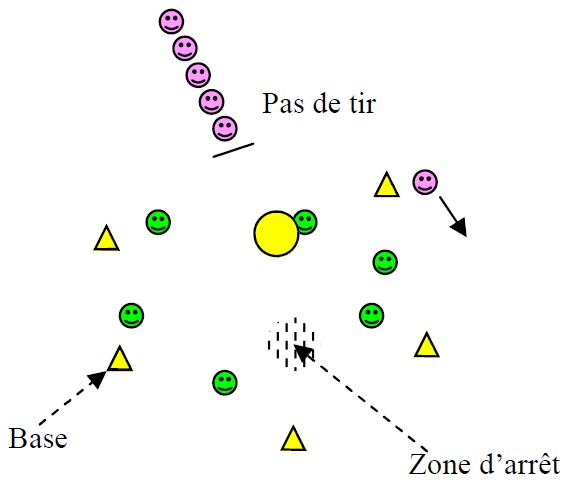 Pas de tir
Base
Zone d’arrêt